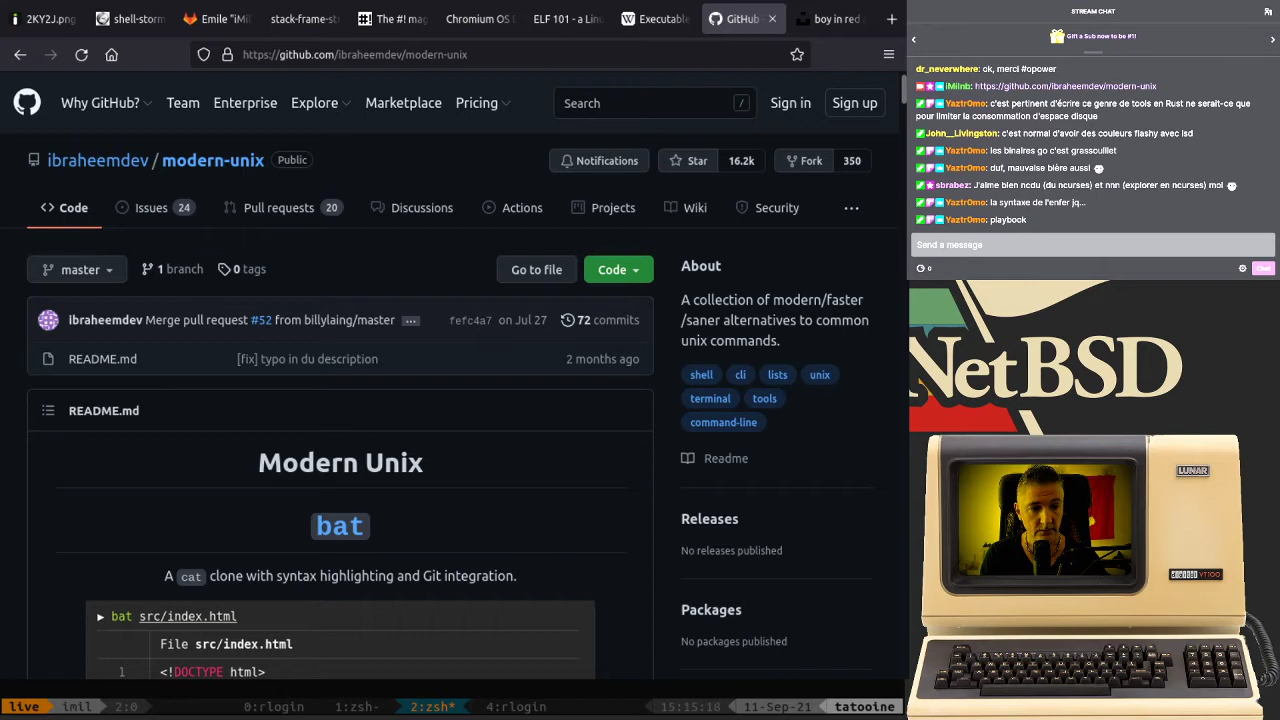 2KY2J.png
shell-storm
Emile "iMil
stack-frame-st
The #! mag
Chromium OS
ELF 101 - a Lin
Executable
GitHub
boy in red
https://github.com/ibraheemdev/modern-unix
Why GitHub?
Team
Enterprise
Explore
Marketplace
Pricing
Search
/
Sign in
Sign up
ibraheemdev / modern-unix
Public
Notifications
Star
16.2k
Fork
350
Code
Issues 24
Pull requests 20
Discussions
Actions
Projects
Wiki
Security
master
1 branch
0 tags
Go to file
Code
ibraheemdev Merge pull request #52 from billylaing/master
fefc4a7 on Jul 27
72 commits
README.md
[fix] typo in du description
2 months ago
README.md
Modern Unix
bat
A cat clone with syntax highlighting and Git integration.
bat src/index.html
File src/index.html
1 <!DOCTYPE html>
About
A collection of modern/faster
/saner alternatives to common
unix commands.
shell cli lists unix
terminal tools
command-line
Readme
Releases
No releases published
Packages
No packages published
live imil 2:0 0:rlogin 1:zsh- 2:zsh* 4:rlogin 15:15:18 11-Sep-21 tatooine
STREAM CHAT
Gift a Sub now to be #1!
dr_neverwhere: ok, merci #opower
iMilnb: https://github.com/ibraheemdev/modern-unix
Yaztr0mo: c'est pertinent d'écrire ce genre de tools en Rust ne serait-ce que
pour limiter la consommation d'espace disque
John__Livingston: c'est normal d'avoir des couleurs flashy avec lsd
Yaztr0mo: les binaires go c'est grassouillet
Yaztr0mo: duf, mauvaise bière aussi
sbrabez: J'aime bien ncdu (du ncurses) et nnn (explorer en ncurses) moi
Yaztr0mo: la syntaxe de l'enfer jq...
Yaztr0mo: playbook
Send a message
0
Chat
NetBSD
LUNAR
digital VT100